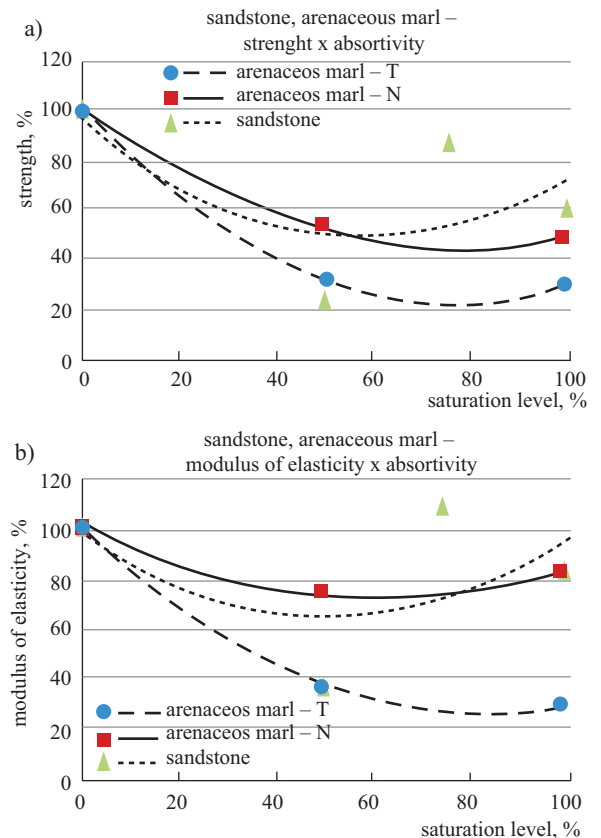 a)
sandstone, arenaceous marl –
strenght x absortivity
arenaceos marl – T
arenaceos marl – N
sandstone
strength, %
120
100
80
60
40
20
0
0 20 40 60 80 100
saturation level, %
b)
sandstone, arenaceous marl –
modulus of elasticity x absortivity
modulus of elasticity, %
120
100
80
60
40
20
0
arenaceos marl – T
arenaceos marl – N
sandstone
0 20 40 60 80 100
saturation level, %